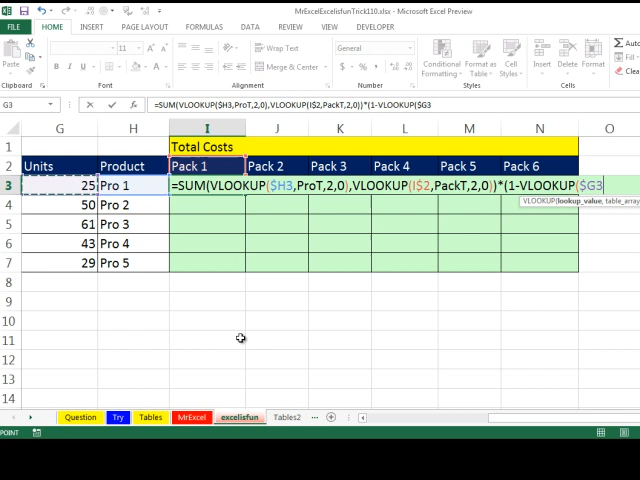 MrExcelExcelisfunTrick110.xlsx - Microsoft Excel Preview
FILE HOME INSERT PAGE LAYOUT FORMULAS DATA REVIEW VIEW DEVELOPER
11 Wrap Text General Auto
Paste B I U Merge & Center $ % Conditional Formatting Format as Table Cell Styles Insert Delete Format Fill Clea
Clipboard Font Alignment Number Styles Cells
G3 fx =SUM(VLOOKUP($H3,ProT,2,0),VLOOKUP(I$2,PackT,2,0))*(1-VLOOKUP($G3
G H I J K L M N O
1 Total Costs
2 Units Product Pack 1 Pack 2 Pack 3 Pack 4 Pack 5 Pack 6
3 25 Pro 1 =SUM(VLOOKUP($H3,ProT,2,0),VLOOKUP(I$2,PackT,2,0))*(1-VLOOKUP($G3
VLOOKUP(lookup_value, table_array
4 50 Pro 2
5 61 Pro 3
6 43 Pro 4
7 29 Pro 5
8
9
10
11
12
13
14
Question Try Tables MrExcel excelisfun Tables2 ...
POINT